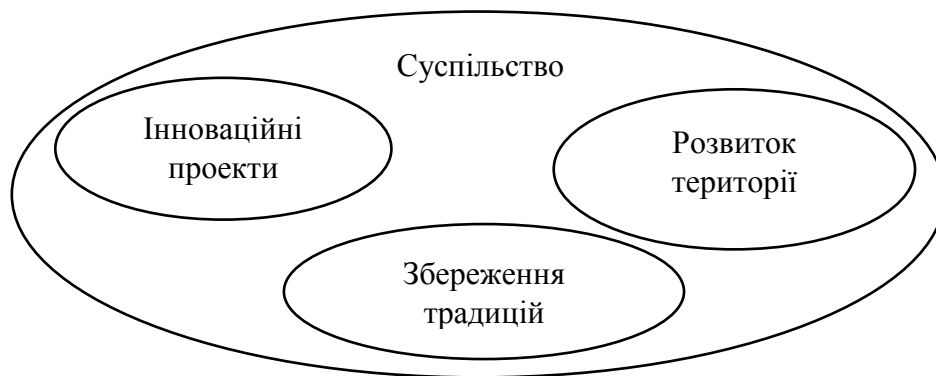 Суспільство
Інноваційні
проекти
Розвиток
території
Збереження
традицій